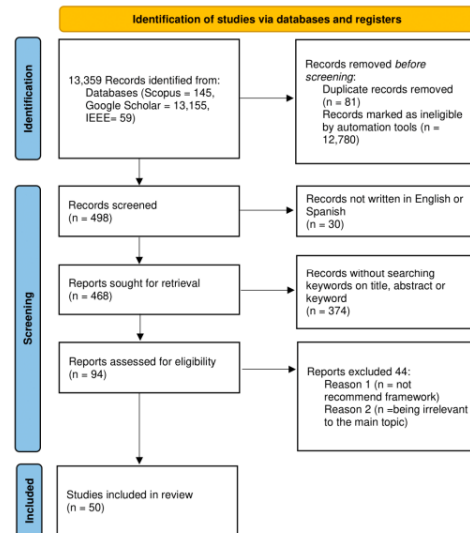 Identification of studies via databases and registers
Identification
13,359 Records identified from:
Databases (Scopus = 145,
Google Scholar = 13,155,
IEEE= 59)
Records removed before
screening:
Duplicate records removed
(n = 81)
Records marked as ineligible
by automation tools (n =
12,780)
Screening
Records screened
(n = 498)
Records not written in English or
Spanish
(n = 30)
Reports sought for retrieval
(n = 468)
Records without searching
keywords on title, abstract or
keyword
(n = 374)
Reports assessed for eligibility
(n = 94)
Reports excluded 44:
Reason 1 (n = not
recommend framework)
Reason 2 (n =being irrelevant
to the main topic)
Included
Studies included in review
(n = 50)